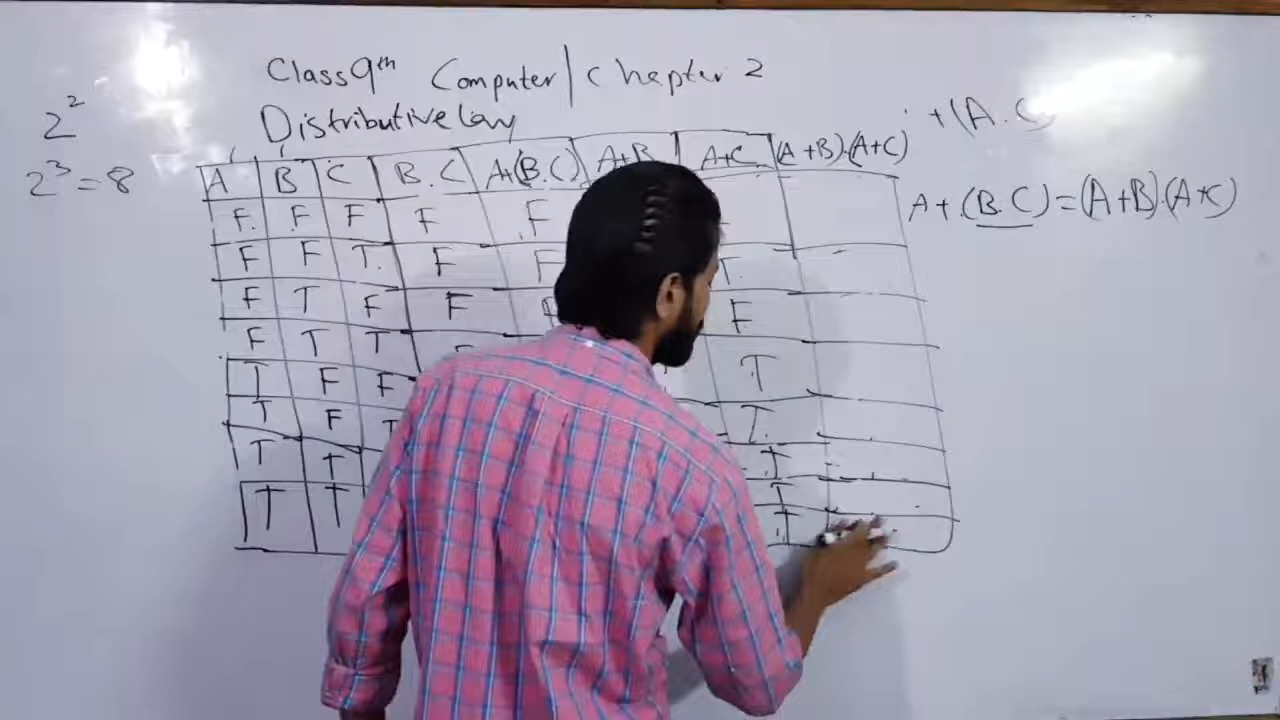 Class 9th Computer | Chapter 2
Distributive Law
2²
2³ = 8
+ (A . C
A + (B.C) = (A+B).(A+C)
A B C B.C A+(B.C) A+B A+C (A+B).(A+C)
F F F F F
F F T F F T
F T F F F
F T T
T F F T
T F T
T T T
T T T
T